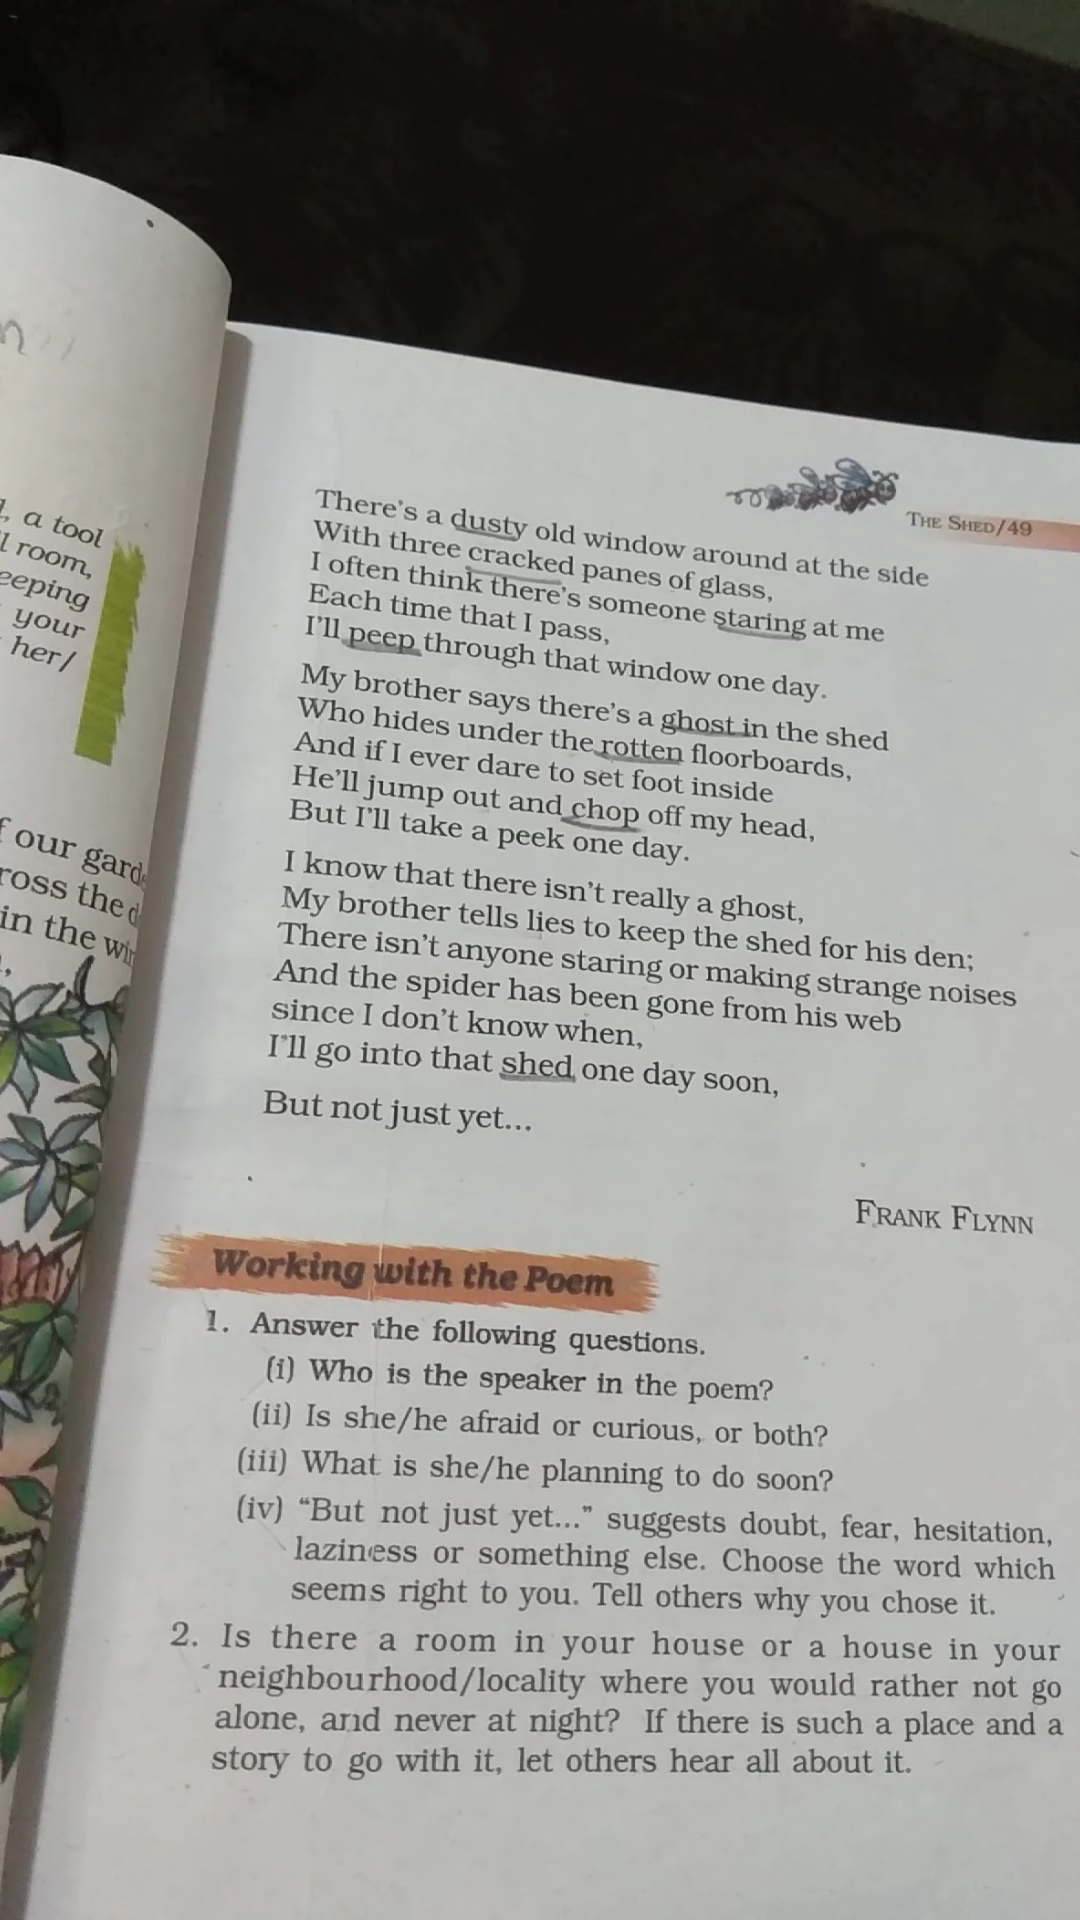 , a tool
l room,
eeping
your
her/
our gard
ross the d
in the wi
THE SHED/49
There's a dusty old window around at the side
With three cracked panes of glass,
I often think there's someone staring at me
Each time that I pass,
I'll peep through that window one day.
My brother says there's a ghost in the shed
Who hides under the rotten floorboards,
And if I ever dare to set foot inside
He'll jump out and chop off my head,
But I'll take a peek one day.
I know that there isn't really a ghost,
My brother tells lies to keep the shed for his den;
There isn't anyone staring or making strange noises
And the spider has been gone from his web
since I don't know when,
I'll go into that shed one day soon,
But not just yet...
FRANK FLYNN
Working with the Poem
1. Answer the following questions.
(i) Who is the speaker in the poem?
(ii) Is she/he afraid or curious, or both?
(iii) What is she/he planning to do soon?
(iv) “But not just yet...” suggests doubt, fear, hesitation,
laziness or something else. Choose the word which
seems right to you. Tell others why you chose it.
2. Is there a room in your house or a house in your
neighbourhood/locality where you would rather not go
alone, and never at night? If there is such a place and a
story to go with it, let others hear all about it.